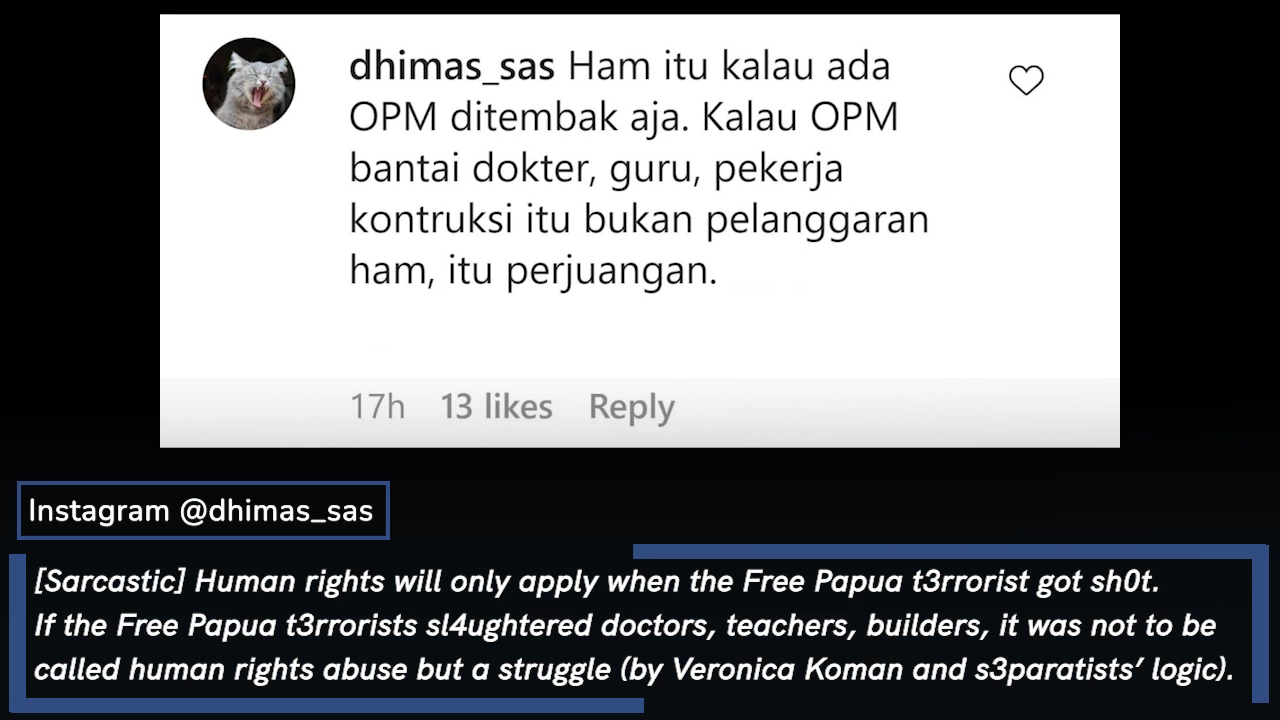 dhimas_sas Ham itu kalau ada
OPM ditembak aja. Kalau OPM
bantai dokter, guru, pekerja
kontruksi itu bukan pelanggaran
ham, itu perjuangan.
17h 13 likes Reply
Instagram @dhimas_sas
[Sarcastic] Human rights will only apply when the Free Papua t3rrorist got sh0t.
If the Free Papua t3rrorists sl4ughtered doctors, teachers, builders, it was not to be
called human rights abuse but a struggle (by Veronica Koman and s3paratists’ logic).